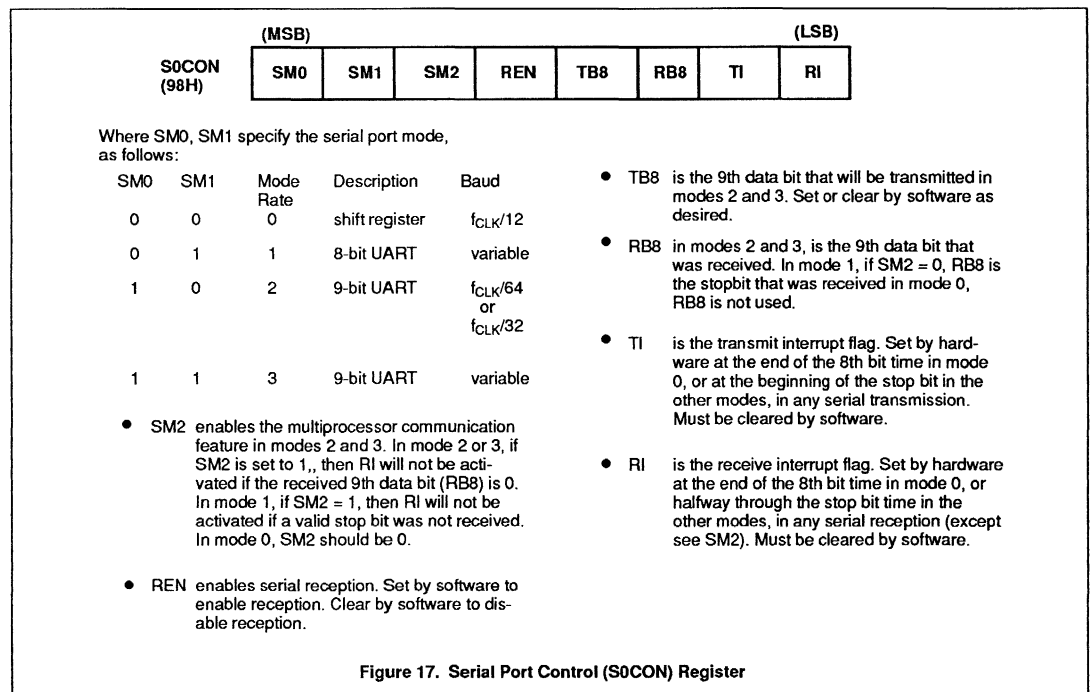 (MSB) (LSB)
S0CON
(98H)
SM0 SM1 SM2 REN TB8 RB8 TI RI
Where SM0, SM1 specify the serial port mode,
as follows:
SM0 SM1 Mode Description Baud
Rate
0 0 0 shift register fCLK/12
0 1 1 8-bit UART variable
1 0 2 9-bit UART fCLK/64
or
fCLK/32
1 1 3 9-bit UART variable
• SM2 enables the multiprocessor communication
feature in modes 2 and 3. In mode 2 or 3, if
SM2 is set to 1,, then RI will not be acti-
vated if the received 9th data bit (RB8) is 0.
In mode 1, if SM2 = 1, then RI will not be
activated if a valid stop bit was not received.
In mode 0, SM2 should be 0.
• REN enables serial reception. Set by software to
enable reception. Clear by software to dis-
able reception.
• TB8 is the 9th data bit that will be transmitted in
modes 2 and 3. Set or clear by software as
desired.
• RB8 in modes 2 and 3, is the 9th data bit that
was received. In mode 1, if SM2 = 0, RB8 is
the stopbit that was received in mode 0,
RB8 is not used.
• TI is the transmit interrupt flag. Set by hard-
ware at the end of the 8th bit time in mode
0, or at the beginning of the stop bit in the
other modes, in any serial transmission.
Must be cleared by software.
• RI is the receive interrupt flag. Set by hardware
at the end of the 8th bit time in mode 0, or
halfway through the stop bit time in the
other modes, in any serial reception (except
see SM2). Must be cleared by software.
Figure 17. Serial Port Control (S0CON) Register